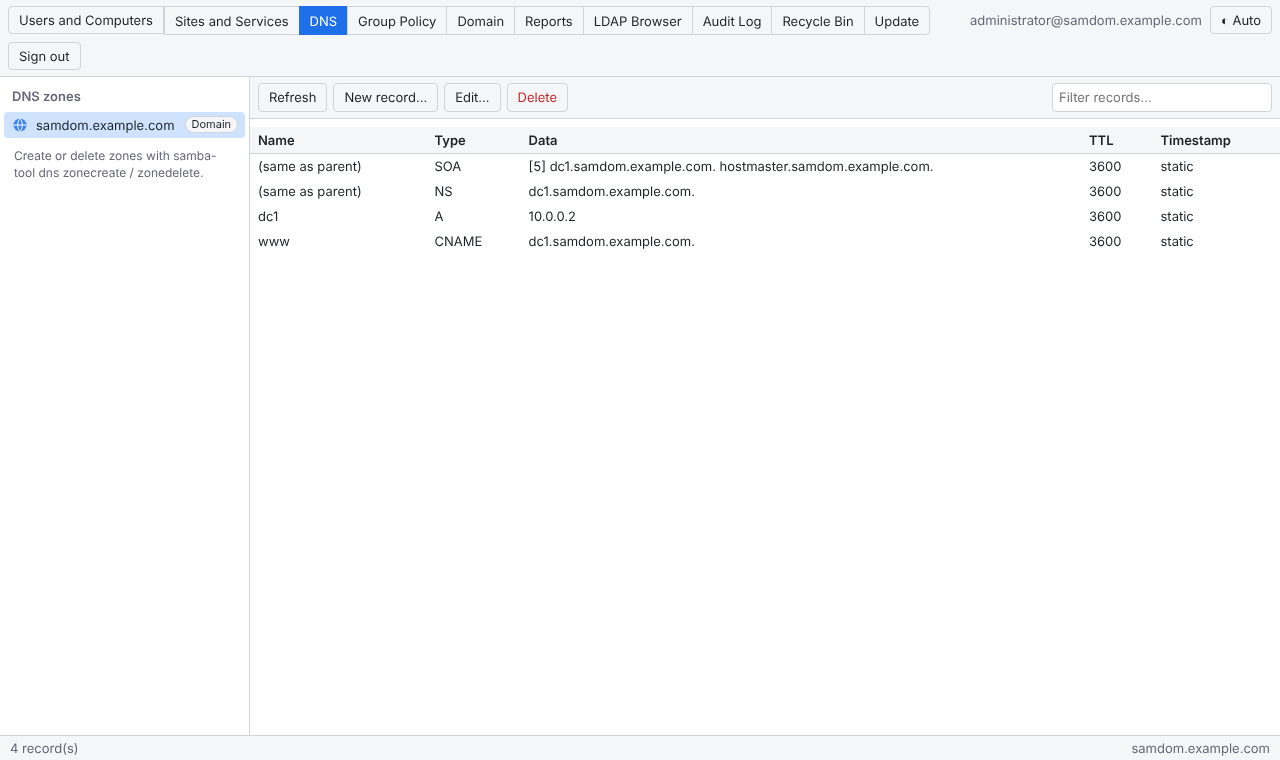 Users and Computers Sites and Services DNS Group Policy Domain Reports LDAP Browser Audit Log Recycle Bin Update administrator@samdom.example.com Auto
Sign out
DNS zones
samdom.example.com Domain
Create or delete zones with samba-
tool dns zonecreate / zonedelete.
Refresh New record... Edit... Delete Filter records...
Name Type Data TTL Timestamp
(same as parent) SOA [5] dc1.samdom.example.com. hostmaster.samdom.example.com. 3600 static
(same as parent) NS dc1.samdom.example.com. 3600 static
dc1 A 10.0.0.2 3600 static
www CNAME dc1.samdom.example.com. 3600 static
4 record(s) samdom.example.com